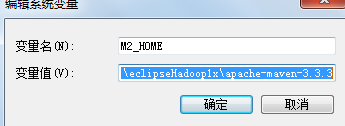 编辑系统变量
变量名(N): M2_HOME
变量值(V): \eclipseHadoop1x\apache-maven-3.3.3
确定 取消